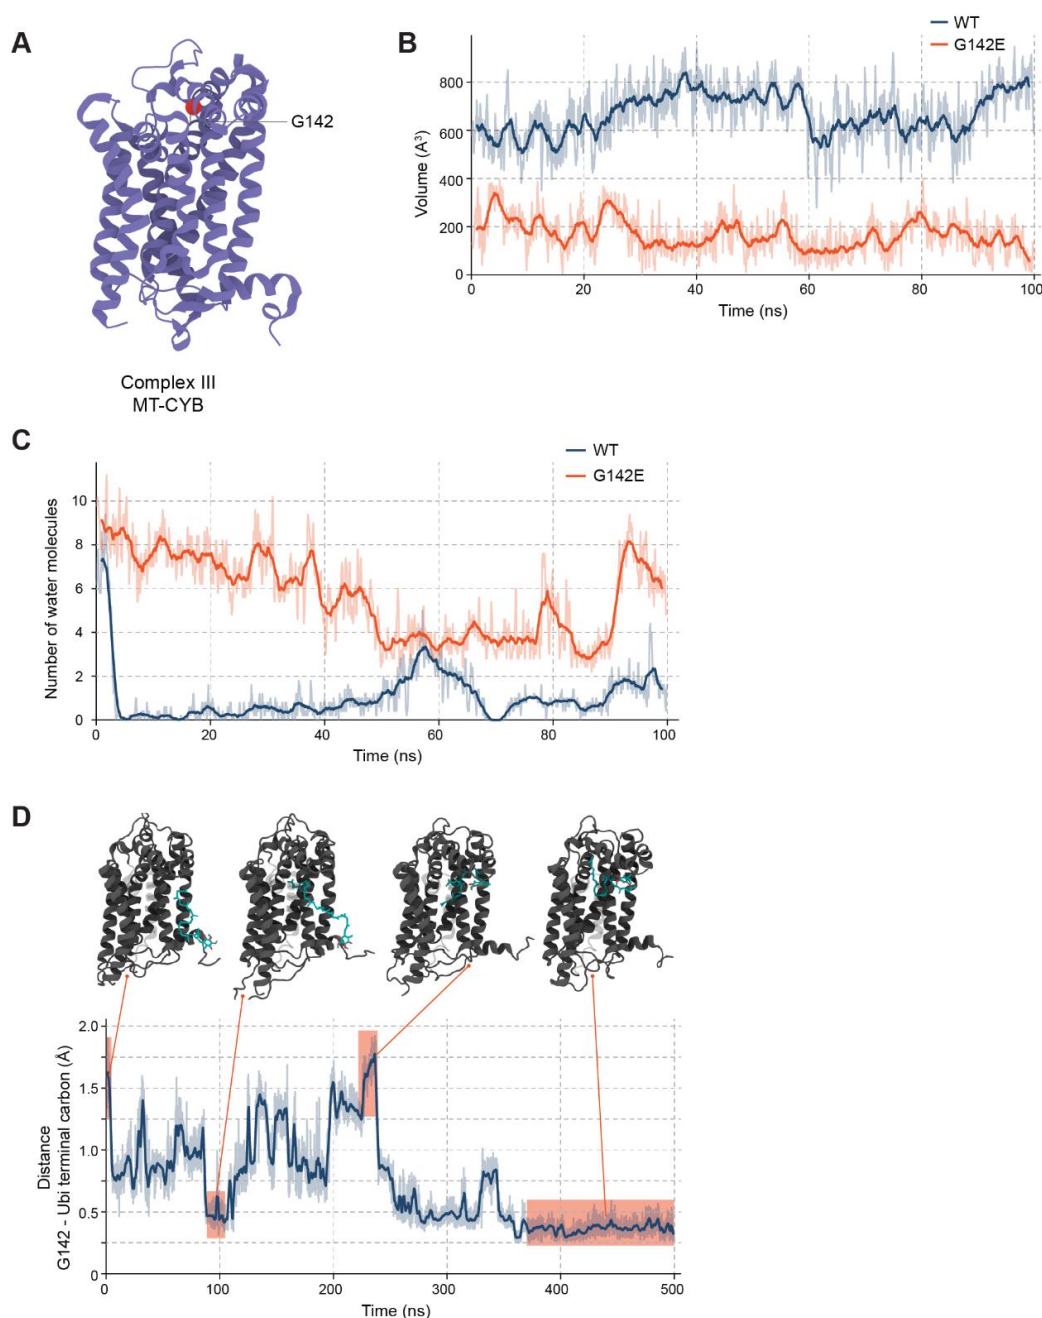 A
G142
Complex III
MT-CYB
B
WT
G142E
Volume (Å³)
800
600
400
200
0
0 20 40 60 80 100
Time (ns)
C
WT
G142E
Number of water molecules
10
8
6
4
2
0
0 20 40 60 80 100
Time (ns)
D
Distance
G142 - Ubi terminal carbon (Å)
2.0
1.5
1.0
0.5
0
0 100 200 300 400 500
Time (ns)